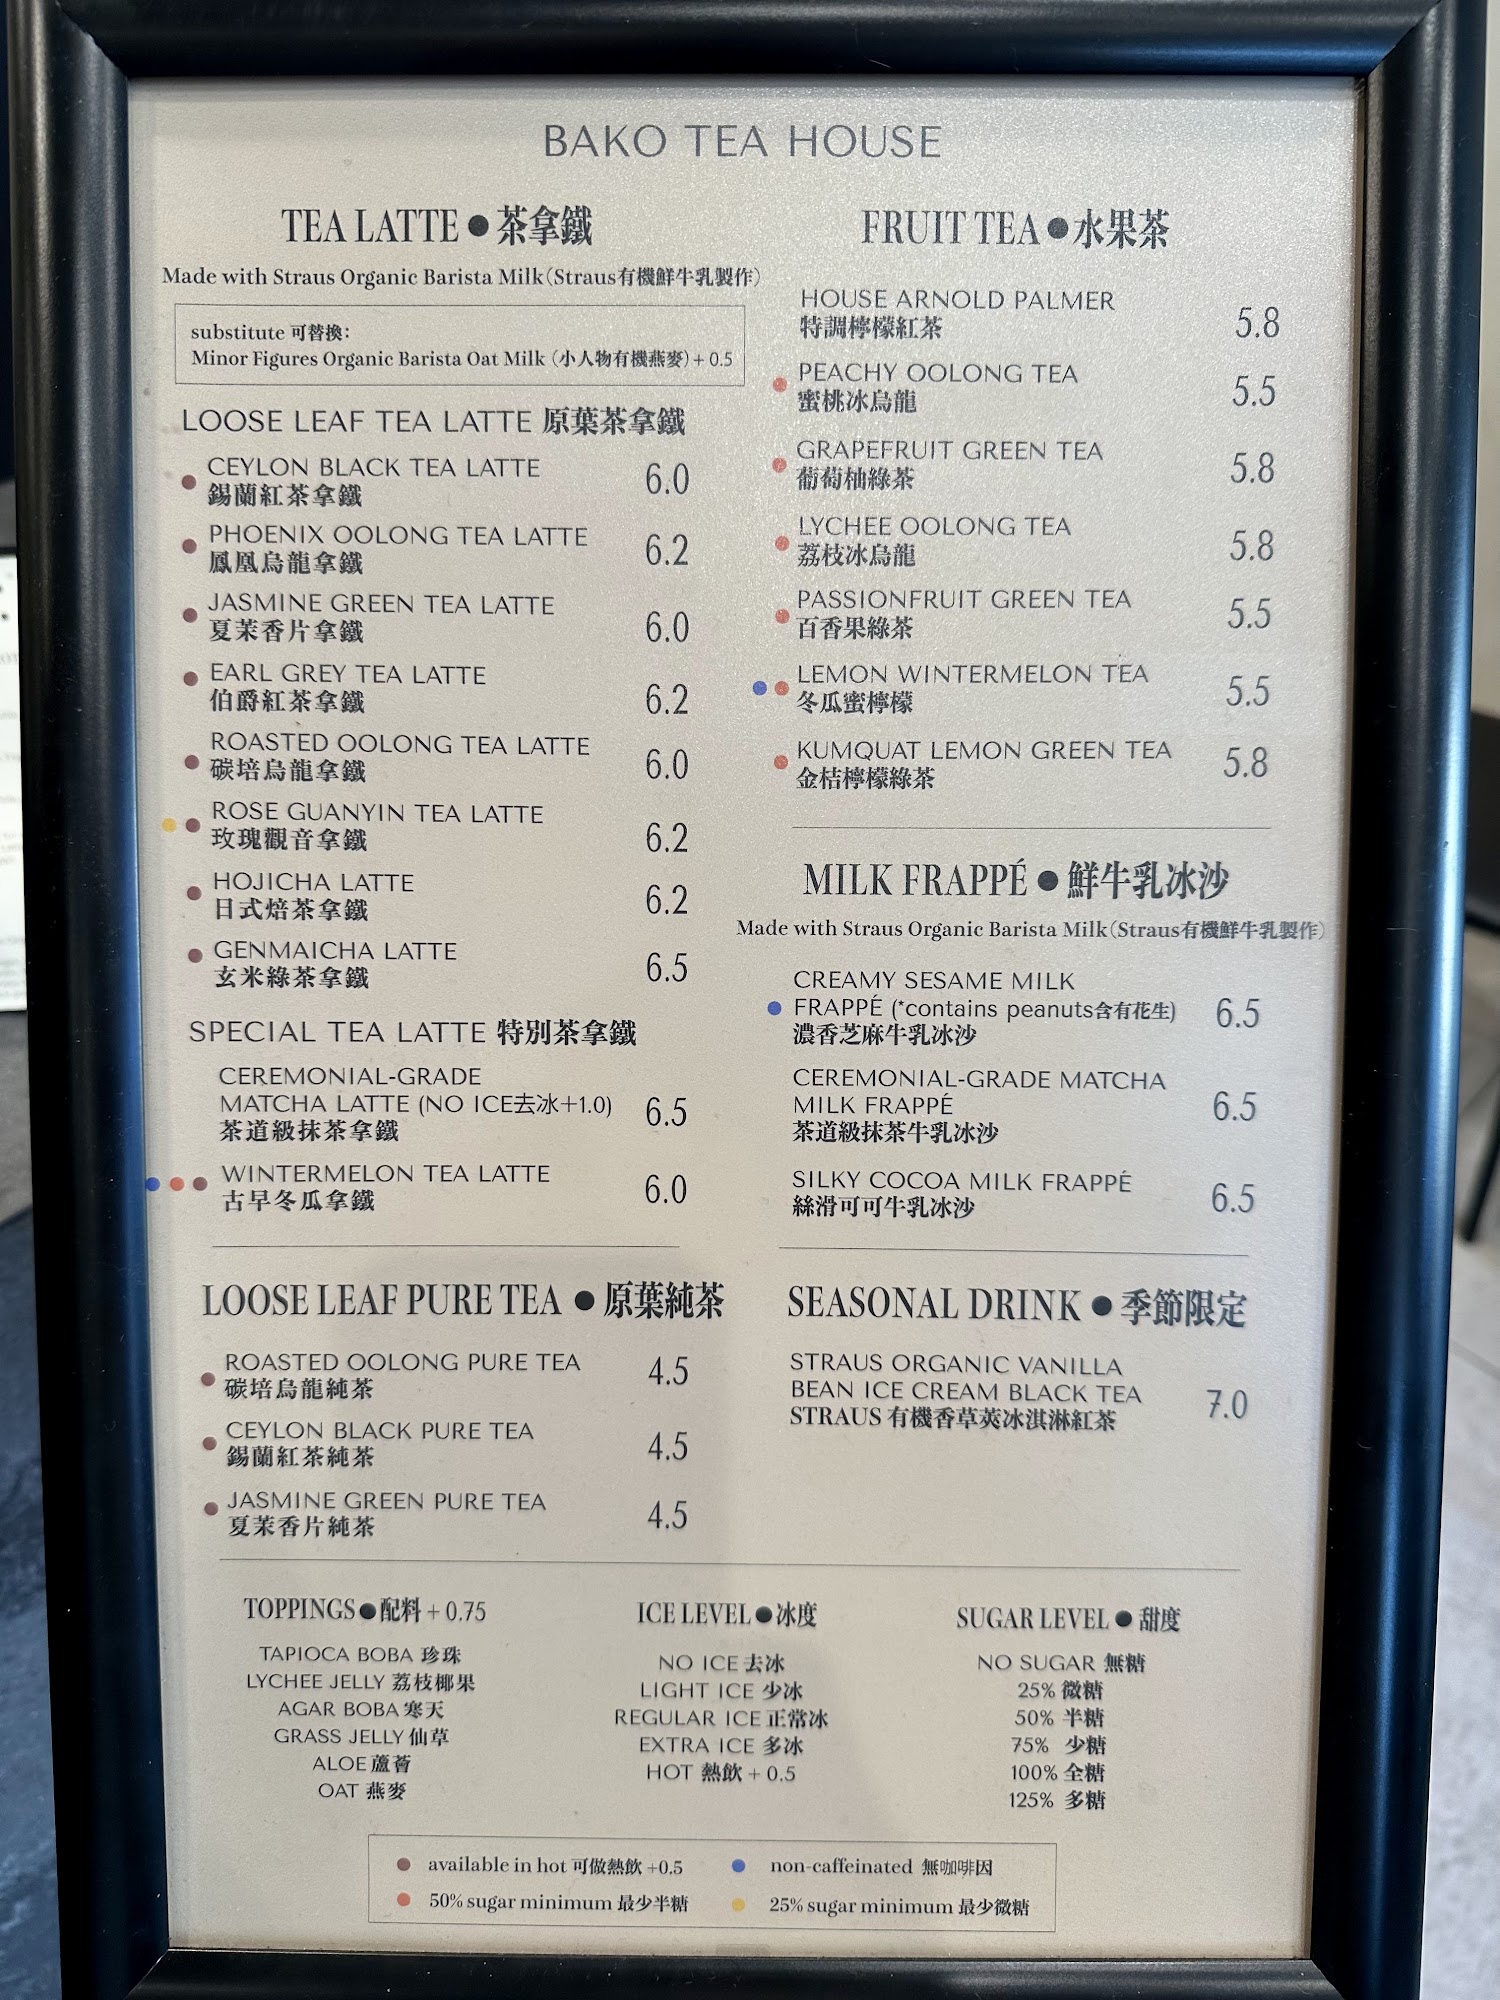 BAKO TEA HOUSE
TEA LATTE ● 茶拿鐵
Made with Straus Organic Barista Milk(Straus有機鮮牛乳製作)
substitute 可替換:
Minor Figures Organic Barista Oat Milk (小人物有機燕麥) + 0.5
LOOSE LEAF TEA LATTE 原葉茶拿鐵
CEYLON BLACK TEA LATTE 6.0
錫蘭紅茶拿鐵
PHOENIX OOLONG TEA LATTE 6.2
鳳凰烏龍拿鐵
JASMINE GREEN TEA LATTE 6.0
夏茉香片拿鐵
EARL GREY TEA LATTE 6.2
伯爵紅茶拿鐵
ROASTED OOLONG TEA LATTE 6.0
碳培烏龍拿鐵
ROSE GUANYIN TEA LATTE 6.2
玫瑰觀音拿鐵
HOJICHA LATTE 6.2
日式焙茶拿鐵
GENMAICHA LATTE 6.5
玄米綠茶拿鐵
SPECIAL TEA LATTE 特別茶拿鐵
CEREMONIAL-GRADE
MATCHA LATTE (NO ICE去冰+1.0) 6.5
茶道級抹茶拿鐵
WINTERMELON TEA LATTE 6.0
古早冬瓜拿鐵
LOOSE LEAF PURE TEA ● 原葉純茶
ROASTED OOLONG PURE TEA 4.5
碳培烏龍純茶
CEYLON BLACK PURE TEA 4.5
錫蘭紅茶純茶
JASMINE GREEN PURE TEA 4.5
夏茉香片純茶
FRUIT TEA ● 水果茶
HOUSE ARNOLD PALMER 5.8
特調檸檬紅茶
PEACHY OOLONG TEA 5.5
蜜桃冰烏龍
GRAPEFRUIT GREEN TEA 5.8
葡萄柚綠茶
LYCHEE OOLONG TEA 5.8
荔枝冰烏龍
PASSIONFRUIT GREEN TEA 5.5
百香果綠茶
LEMON WINTERMELON TEA 5.5
冬瓜蜜檸檬
KUMQUAT LEMON GREEN TEA 5.8
金桔檸檬綠茶
MILK FRAPPÉ ● 鮮牛乳冰沙
Made with Straus Organic Barista Milk(Straus有機鮮牛乳製作)
CREAMY SESAME MILK
FRAPPÉ (*contains peanuts含有花生) 6.5
濃香芝麻牛乳冰沙
CEREMONIAL-GRADE MATCHA
MILK FRAPPÉ 6.5
茶道級抹茶牛乳冰沙
SILKY COCOA MILK FRAPPÉ 6.5
絲滑可可牛乳冰沙
SEASONAL DRINK ● 季節限定
STRAUS ORGANIC VANILLA
BEAN ICE CREAM BLACK TEA 7.0
STRAUS 有機香草莢冰淇淋紅茶
TOPPINGS ● 配料 + 0.75
TAPIOCA BOBA 珍珠
LYCHEE JELLY 荔枝椰果
AGAR BOBA 寒天
GRASS JELLY 仙草
ALOE 蘆薈
OAT 燕麥
ICE LEVEL ● 冰度
NO ICE 去冰
LIGHT ICE 少冰
REGULAR ICE 正常冰
EXTRA ICE 多冰
HOT 熱飲 + 0.5
SUGAR LEVEL ● 甜度
NO SUGAR 無糖
25% 微糖
50% 半糖
75% 少糖
100% 全糖
125% 多糖
available in hot 可做熱飲 +0.5
non-caffeinated 無咖啡因
50% sugar minimum 最少半糖
25% sugar minimum 最少微糖